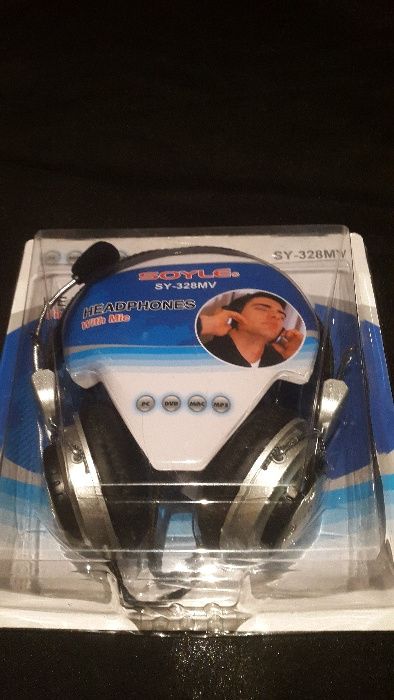 SY-328MV
SOYLE®
SY-328MV
HEADPHONES
With Mic
PC DVD MAC MP3